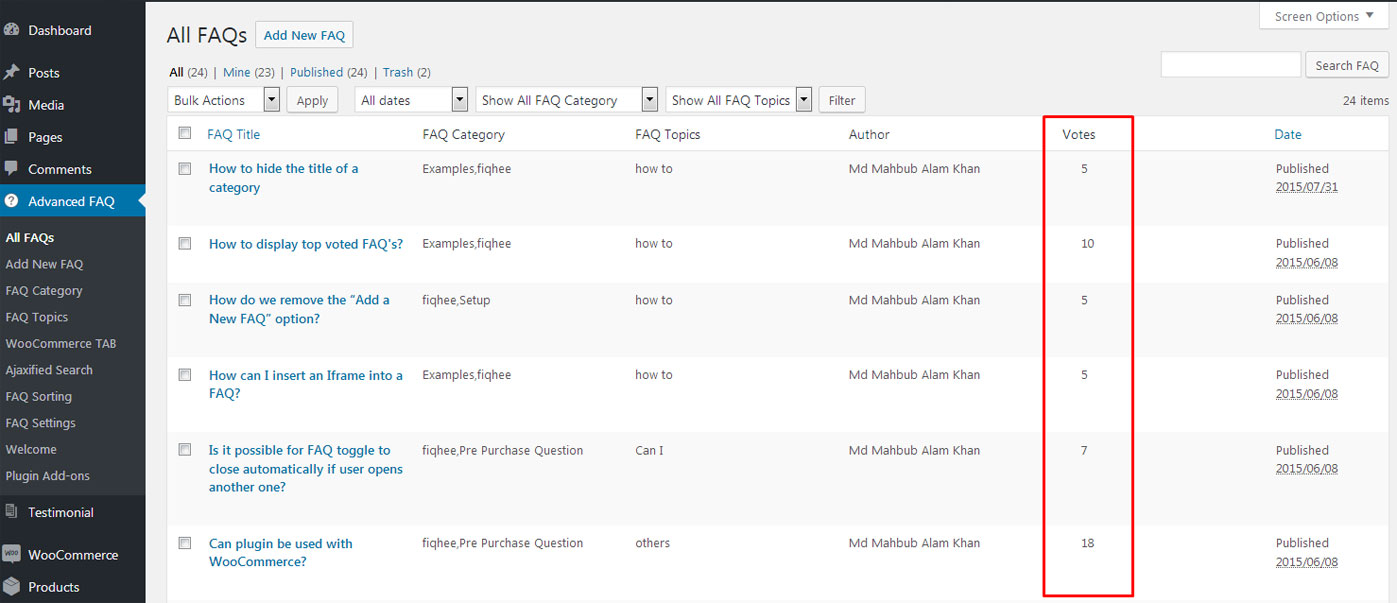 Dashboard
Posts
Media
Pages
Comments
Advanced FAQ
All FAQs
Add New FAQ
FAQ Category
FAQ Topics
WooCommerce TAB
Ajaxified Search
FAQ Sorting
FAQ Settings
Welcome
Plugin Add-ons
Testimonial
WooCommerce
Products
Screen Options
All FAQs Add New FAQ
All (24) | Mine (23) | Published (24) | Trash (2)
Search FAQ
Bulk Actions Apply All dates Show All FAQ Category Show All FAQ Topics Filter 24 items
FAQ Title FAQ Category FAQ Topics Author Votes Date
How to hide the title of a Examples,fiqhee how to Md Mahbub Alam Khan 5 Published
category 2015/07/31
How to display top voted FAQ's? Examples,fiqhee how to Md Mahbub Alam Khan 10 Published
2015/06/08
How do we remove the “Add a fiqhee,Setup how to Md Mahbub Alam Khan 5 Published
New FAQ” option? 2015/06/08
How can I insert an Iframe into a Examples,fiqhee how to Md Mahbub Alam Khan 5 Published
FAQ? 2015/06/08
Is it possible for FAQ toggle to fiqhee,Pre Purchase Question Can I Md Mahbub Alam Khan 7 Published
close automatically if user opens 2015/06/08
another one?
Can plugin be used with fiqhee,Pre Purchase Question others Md Mahbub Alam Khan 18 Published
WooCommerce? 2015/06/08